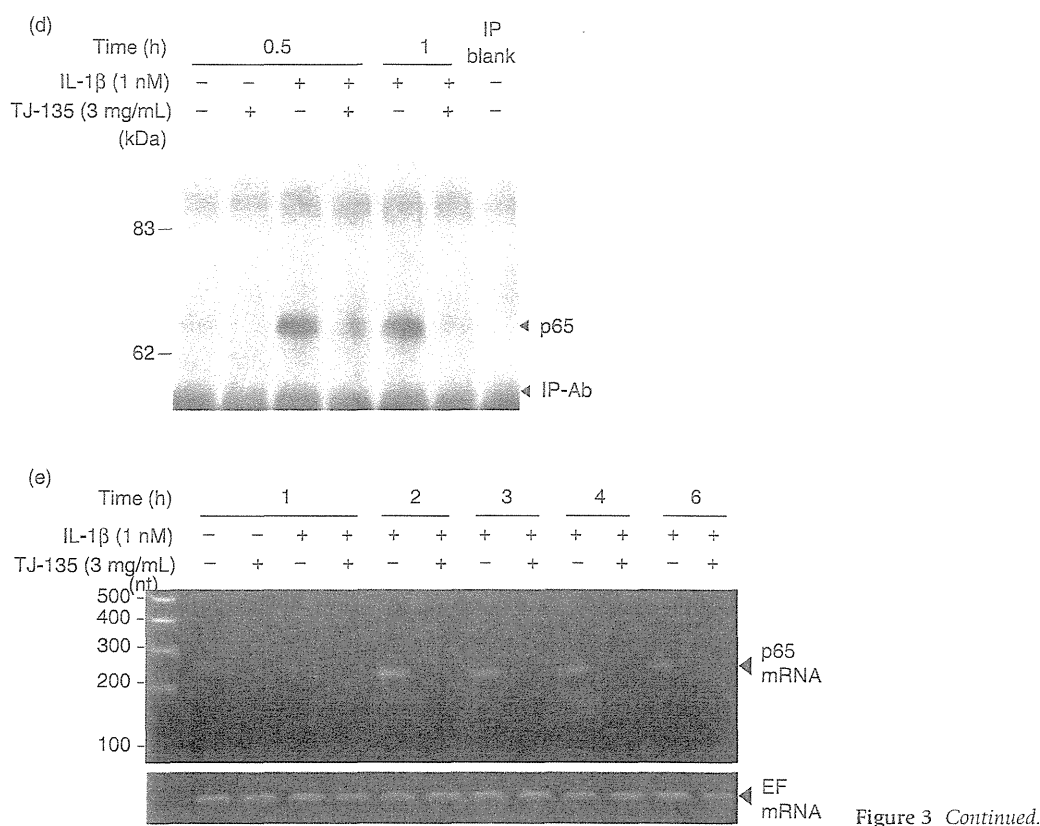 (d)
Time (h) 0.5 1 IP blank
IL-1β (1 nM) − − + + + + −
TJ-135 (3 mg/mL) − + − + − + −
(kDa)
83
p65
62
IP-Ab
(e)
Time (h) 1 2 3 4 6
IL-1β (1 nM) − − + + + + + + + + + +
TJ-135 (3 mg/mL) − + − + − + − + − + − +
(nt)
500
400
300
p65 mRNA
200
100
EF mRNA
Figure 3 Continued.